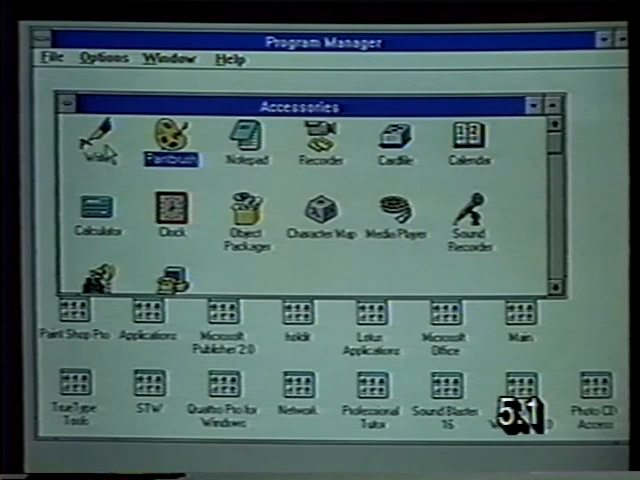 Program Manager
File Options Window Help
Accessories
Write Paintbrush Notepad Recorder Cardfile Calendar
Calculator Clock Object Packager Character Map Media Player Sound Recorder
Paint Shop Pro Applications Microsoft Publisher 2.0 Lotus Applications Microsoft Office Main
TrueType Tools STW Quattro Pro for Windows Network Professional Tutor Sound Blaster 16 Photo CD Access
5.1